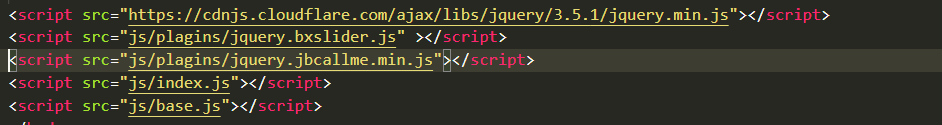 <script src="https://cdnjs.cloudflare.com/ajax/libs/jquery/3.5.1/jquery.min.js"></script>
<script src="js/plagins/jquery.bxslider.js" ></script>
<script src="js/plagins/jquery.jbcallme.min.js"></script>
<script src="js/index.js"></script>
<script src="js/base.js"></script>